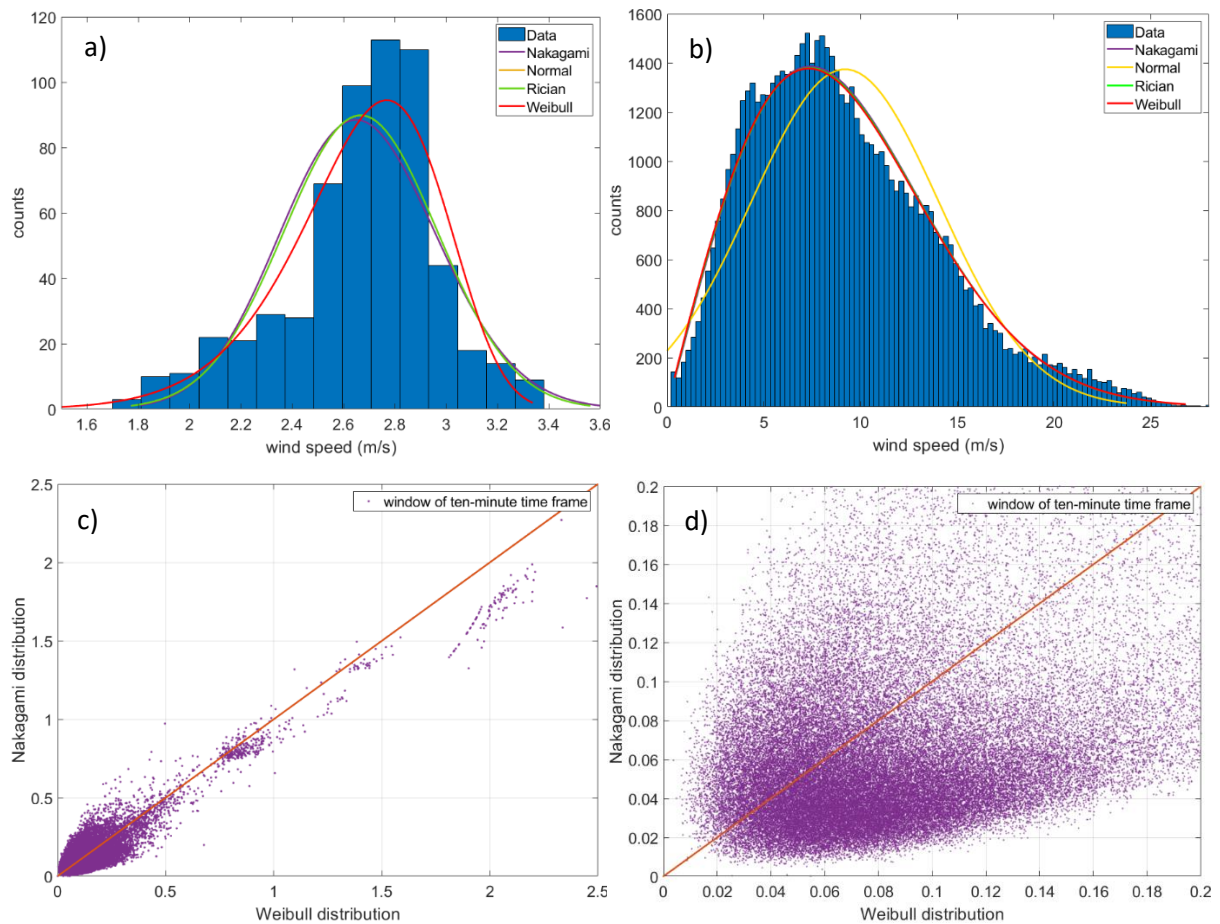 a)
120
100
80
60
40
20
0
counts
1.6 1.8 2 2.2 2.4 2.6 2.8 3 3.2 3.4 3.6
wind speed (m/s)
Data
Nakagami
Normal
Rician
Weibull
b)
1600
1400
1200
1000
800
600
400
200
0
counts
0 5 10 15 20 25
wind speed (m/s)
Data
Nakagami
Normal
Rician
Weibull
c)
2.5
2
1.5
1
0.5
0
Nakagami distribution
0 0.5 1 1.5 2 2.5
Weibull distribution
window of ten-minute time frame
d)
0.2
0.18
0.16
0.14
0.12
0.1
0.08
0.06
0.04
0.02
0
Nakagami distribution
0 0.02 0.04 0.06 0.08 0.1 0.12 0.14 0.16 0.18 0.2
Weibull distribution
window of ten-minute time frame